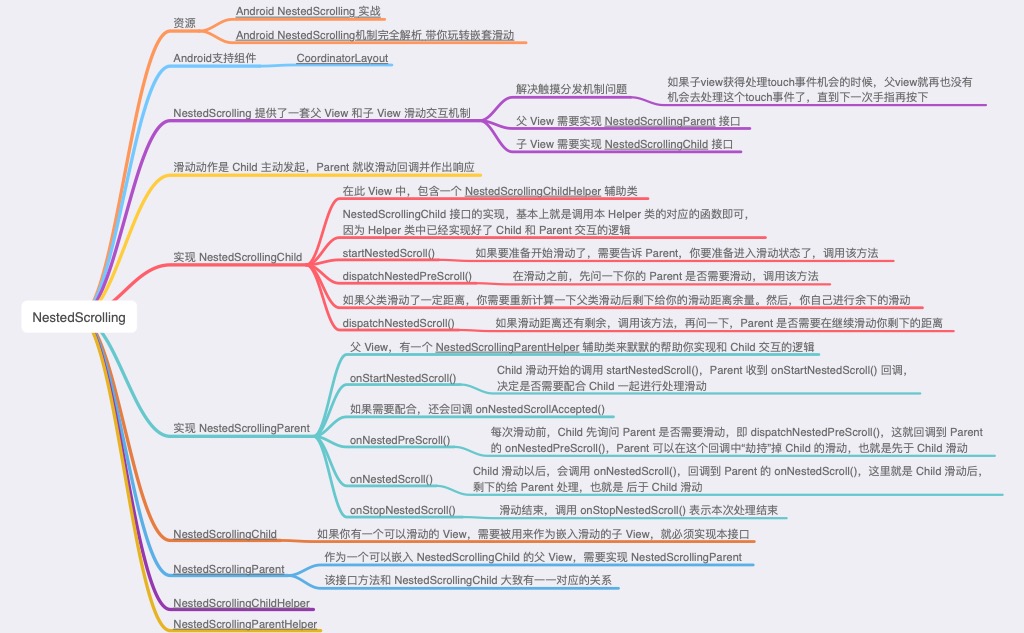 资源
Android NestedScrolling 实战
Android NestedScrolling机制完全解析 带你玩转嵌套滑动
Android支持组件
CoordinatorLayout
NestedScrolling 提供了一套父 View 和子 View 滑动交互机制
解决触摸分发机制问题
如果子view获得处理touch事件机会的时候，父view就再也没有
机会去处理这个touch事件了，直到下一次手指再按下
父 View 需要实现 NestedScrollingParent 接口
子 View 需要实现 NestedScrollingChild 接口
滑动动作是 Child 主动发起，Parent 就收滑动回调并作出响应
实现 NestedScrollingChild
在此 View 中，包含一个 NestedScrollingChildHelper 辅助类
NestedScrollingChild 接口的实现，基本上就是调用本 Helper 类的对应的函数即可，
因为 Helper 类中已经实现好了 Child 和 Parent 交互的逻辑
startNestedScroll()
如果要准备开始滑动了，需要告诉 Parent，你要准备进入滑动状态了，调用该方法
dispatchNestedPreScroll()
在滑动之前，先问一下你的 Parent 是否需要滑动，调用该方法
如果父类滑动了一定距离，你需要重新计算一下父类滑动后剩下给你的滑动距离余量。然后，你自己进行余下的滑动
dispatchNestedScroll()
如果滑动距离还有剩余，调用该方法，再问一下，Parent 是否需要在继续滑动你剩下的距离
NestedScrolling
实现 NestedScrollingParent
父 View，有一个 NestedScrollingParentHelper 辅助类来默默的帮助你实现和 Child 交互的逻辑
onStartNestedScroll()
Child 滑动开始的调用 startNestedScroll()，Parent 收到 onStartNestedScroll() 回调，
决定是否需要配合 Child 一起进行处理滑动
如果需要配合，还会回调 onNestedScrollAccepted()
onNestedPreScroll()
每次滑动前，Child 先询问 Parent 是否需要滑动，即 dispatchNestedPreScroll()，这就回调到 Parent
的 onNestedPreScroll()，Parent 可以在这个回调中“劫持”掉 Child 的滑动，也就是先于 Child 滑动
onNestedScroll()
Child 滑动以后，会调用 onNestedScroll()，回调到 Parent 的 onNestedScroll()，这里就是 Child 滑动后，
剩下的给 Parent 处理，也就是 后于 Child 滑动
onStopNestedScroll()
滑动结束，调用 onStopNestedScroll() 表示本次处理结束
NestedScrollingChild
如果你有一个可以滑动的 View，需要被用来作为嵌入滑动的子 View，就必须实现本接口
NestedScrollingParent
作为一个可以嵌入 NestedScrollingChild 的父 View，需要实现 NestedScrollingParent
该接口方法和 NestedScrollingChild 大致有一一对应的关系
NestedScrollingChildHelper
NestedScrollingParentHelper